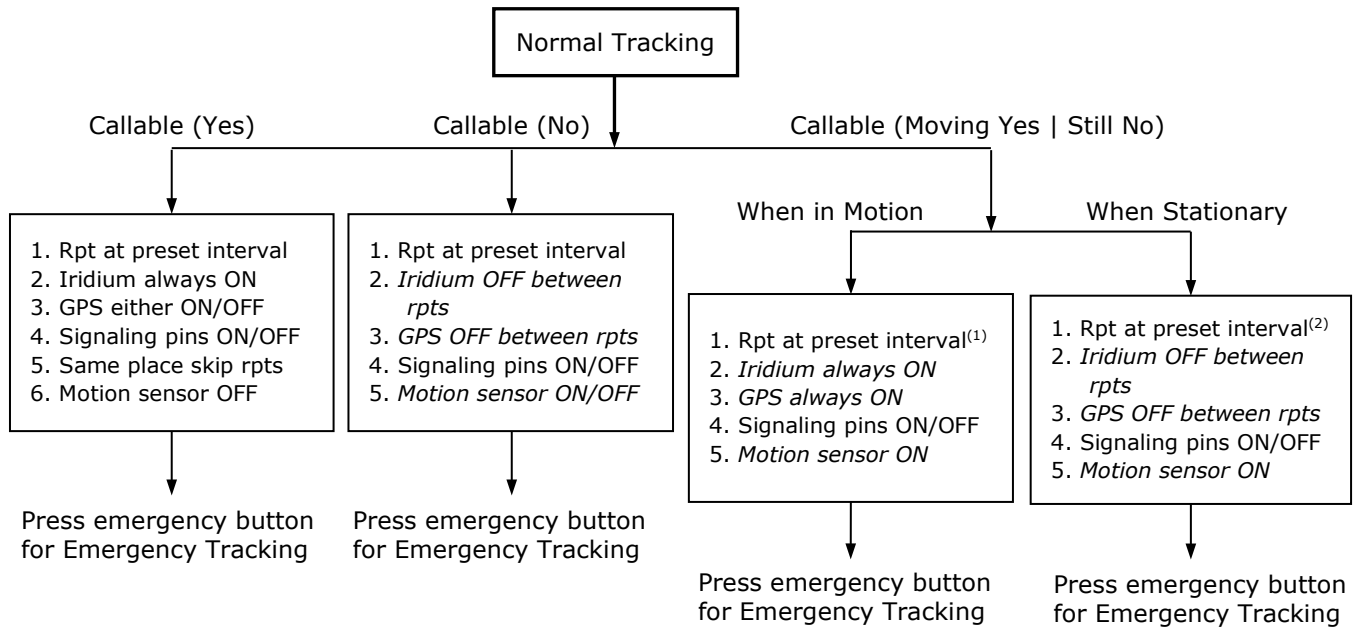 Normal Tracking
Callable (Yes)
Callable (No)
Callable (Moving Yes | Still No)
When in Motion
When Stationary
1. Rpt at preset interval
2. Iridium always ON
3. GPS either ON/OFF
4. Signaling pins ON/OFF
5. Same place skip rpts
6. Motion sensor OFF
1. Rpt at preset interval
2. Iridium OFF between
rpts
3. GPS OFF between rpts
4. Signaling pins ON/OFF
5. Motion sensor ON/OFF
1. Rpt at preset interval(1)
2. Iridium always ON
3. GPS always ON
4. Signaling pins ON/OFF
5. Motion sensor ON
1. Rpt at preset interval(2)
2. Iridium OFF between
rpts
3. GPS OFF between rpts
4. Signaling pins ON/OFF
5. Motion sensor ON
Press emergency button
for Emergency Tracking
Press emergency button
for Emergency Tracking
Press emergency button
for Emergency Tracking
Press emergency button
for Emergency Tracking